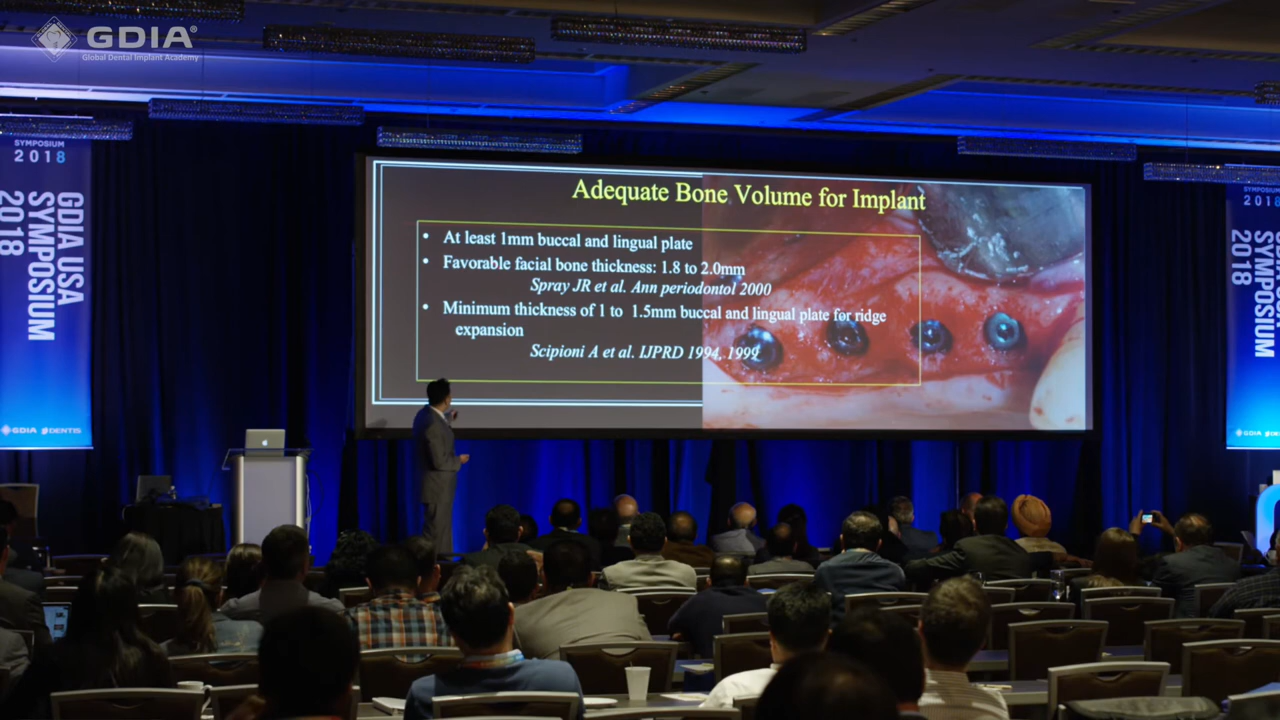 GDIA®
Global Dental Implant Academy
SYMPOSIUM
2018
GDIA USA
SYMPOSIUM
2018
GDIA DENTIS
Adequate Bone Volume for Implant
• At least 1mm buccal and lingual plate
• Favorable facial bone thickness: 1.8 to 2.0mm
Spray JR et al. Ann periodontol 2000
• Minimum thickness of 1 to 1.5mm buccal and lingual plate for ridge
expansion
Scipioni A et al. IJPRD 1994, 1999
SYMPOSIUM
2018
SYMPOSIUM
2018
GDIA